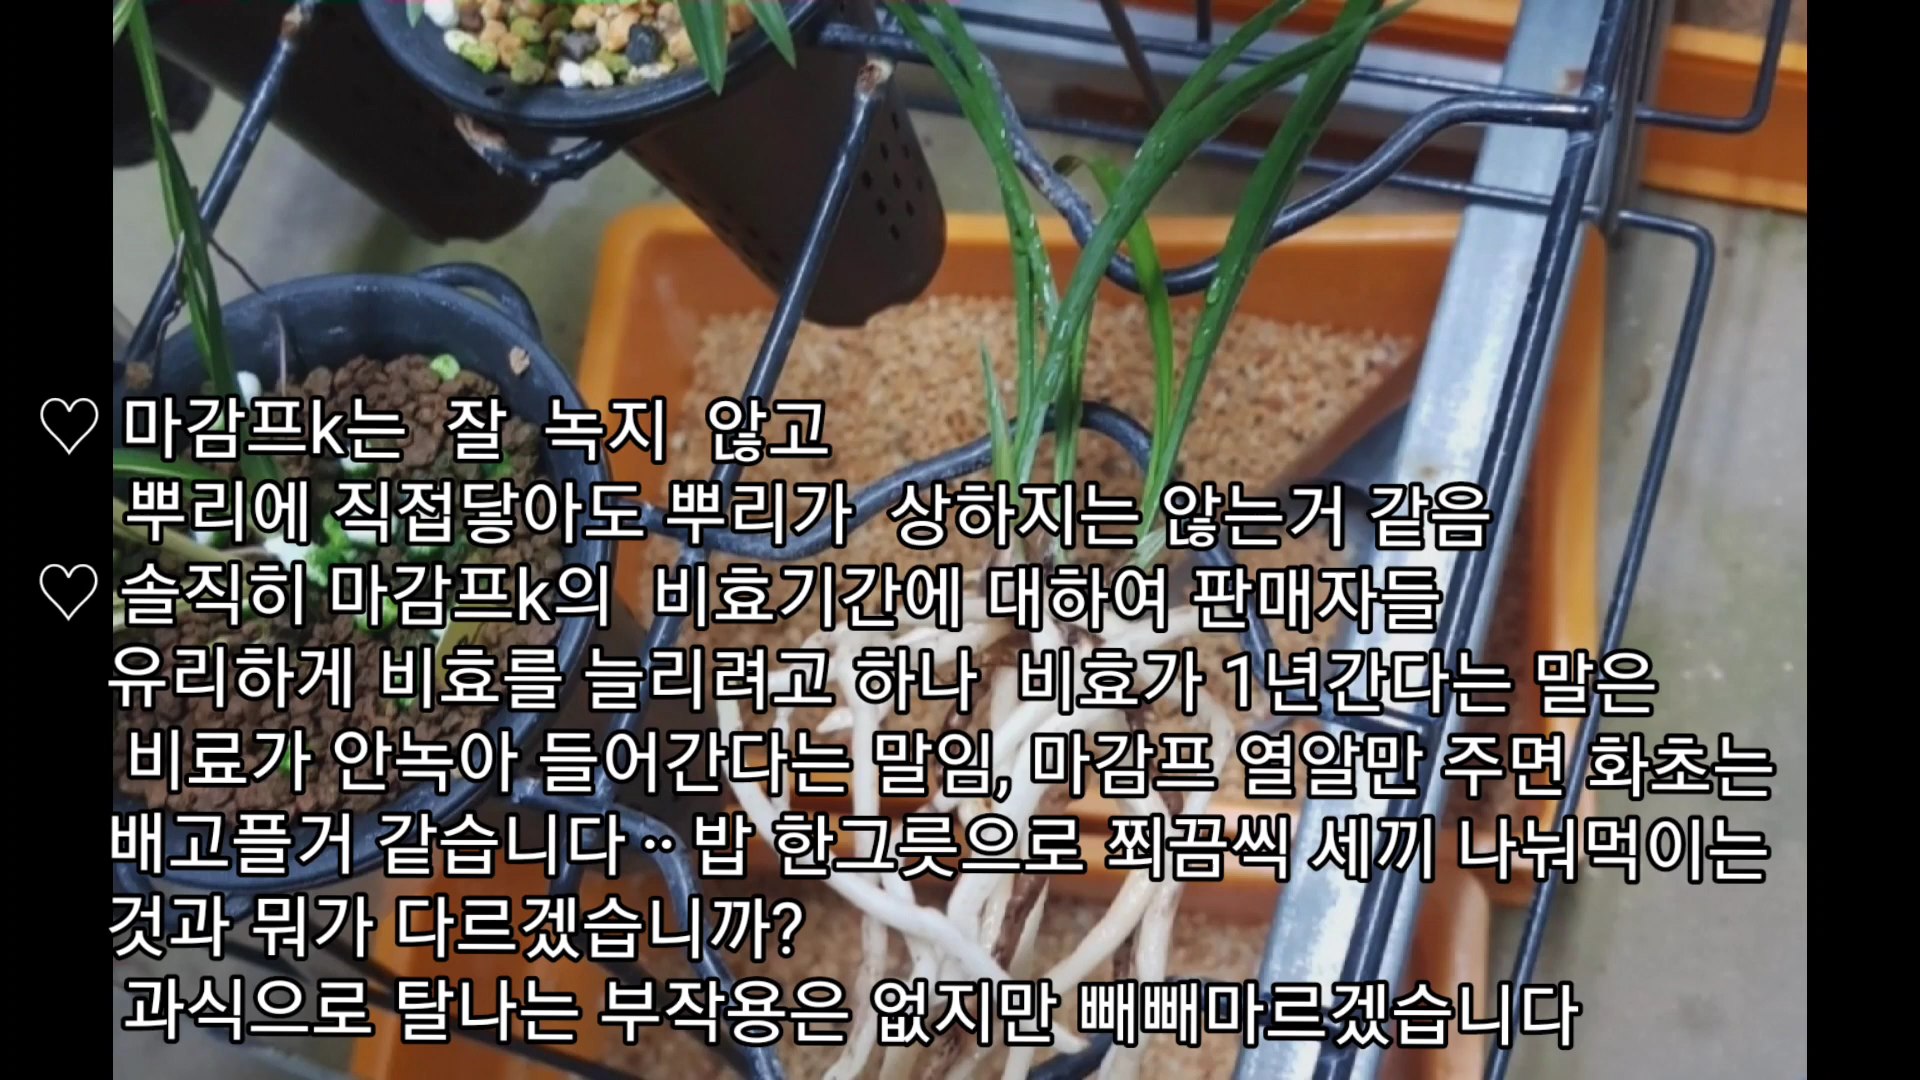 ♡ 마감프k는 잘 녹지 않고
뿌리에 직접닿아도 뿌리가 상하지는 않는거 같음
♡ 솔직히 마감프k의 비효기간에 대하여 판매자들
유리하게 비효를 늘리려고 하나 비효가 1년간다는 말은
비료가 안녹아 들어간다는 말임, 마감프 열알만 주면 화초는
배고플거 같습니다·· 밥 한그릇으로 쬐끔씩 세끼 나눠먹이는
것과 뭐가 다르겠습니까?
과식으로 탈나는 부작용은 없지만 빼빼마르겠습니다